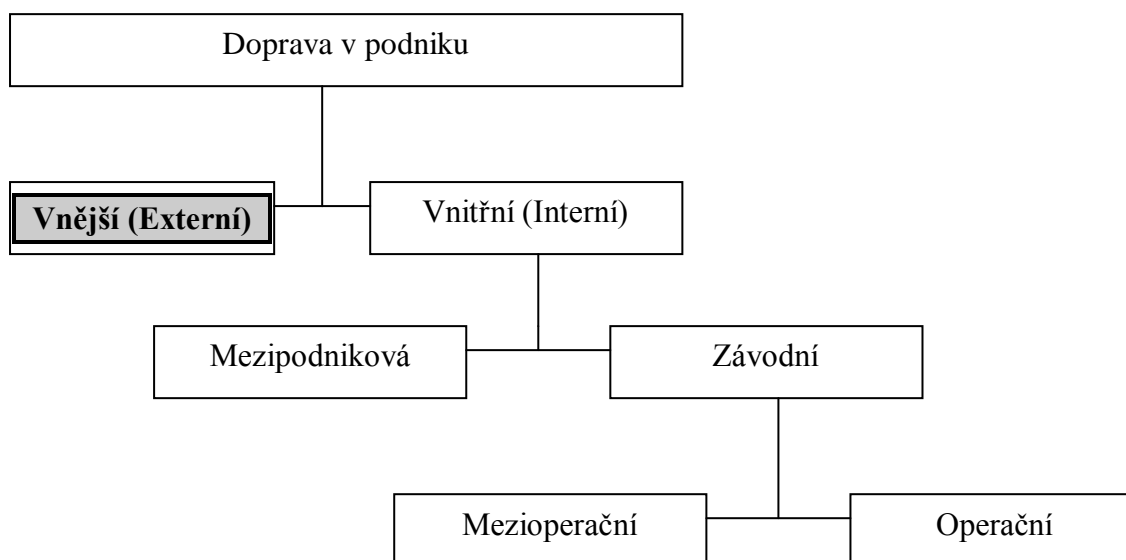 Doprava v podniku
Vnější (Externí)
Vnitřní (Interní)
Mezipodniková
Závodní
Mezioperační
Operační